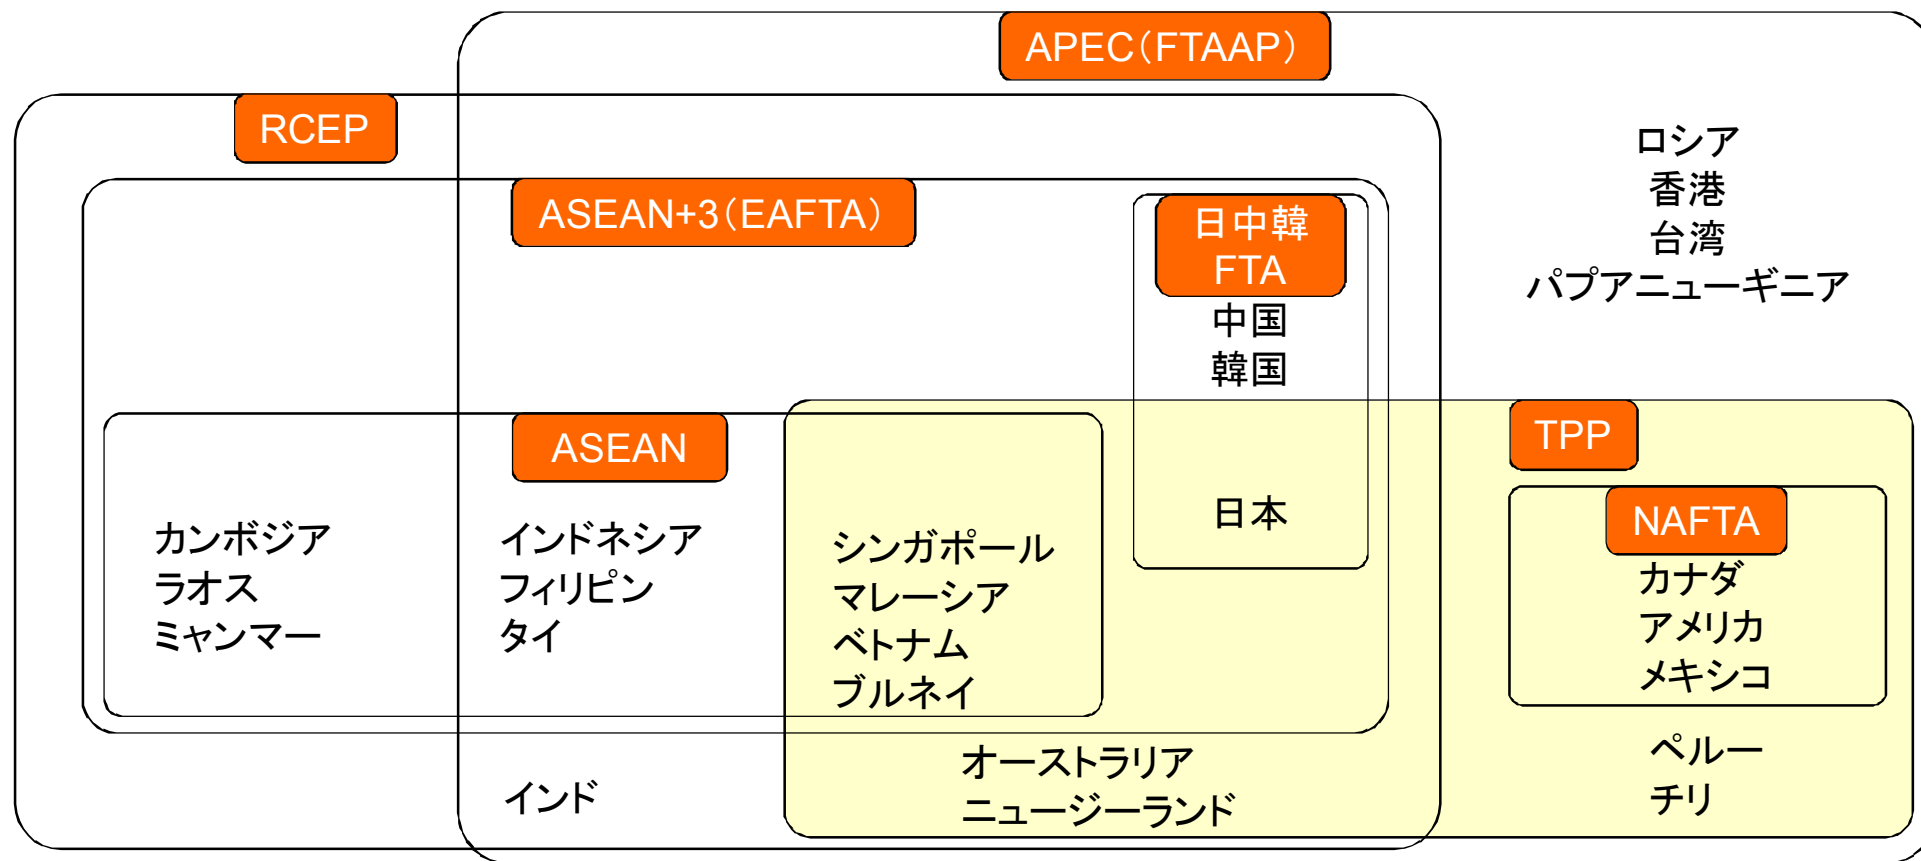 APEC(FTAAP)
RCEP
ロシア
香港
台湾
パプアニューギニア
ASEAN+3(EAFTA)
日中韓
FTA
中国
韓国
ASEAN
TPP
カンボジア
ラオス
ミャンマー
インドネシア
フィリピン
タイ
シンガポール
マレーシア
ベトナム
ブルネイ
日本
NAFTA
カナダ
アメリカ
メキシコ
インド
オーストラリア
ニュージーランド
ペルー
チリ